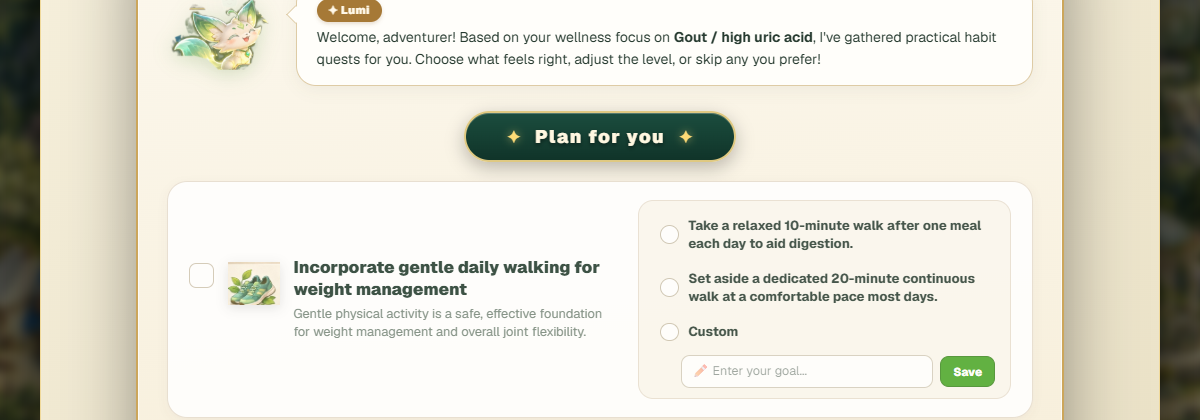 ✦ Lumi
Welcome, adventurer! Based on your wellness focus on Gout / high uric acid, I've gathered practical habit
quests for you. Choose what feels right, adjust the level, or skip any you prefer!
✦ Plan for you ✦
Incorporate gentle daily walking for
weight management
Gentle physical activity is a safe, effective foundation
for weight management and overall joint flexibility.
Take a relaxed 10-minute walk after one meal
each day to aid digestion.
Set aside a dedicated 20-minute continuous
walk at a comfortable pace most days.
Custom
Enter your goal...
Save